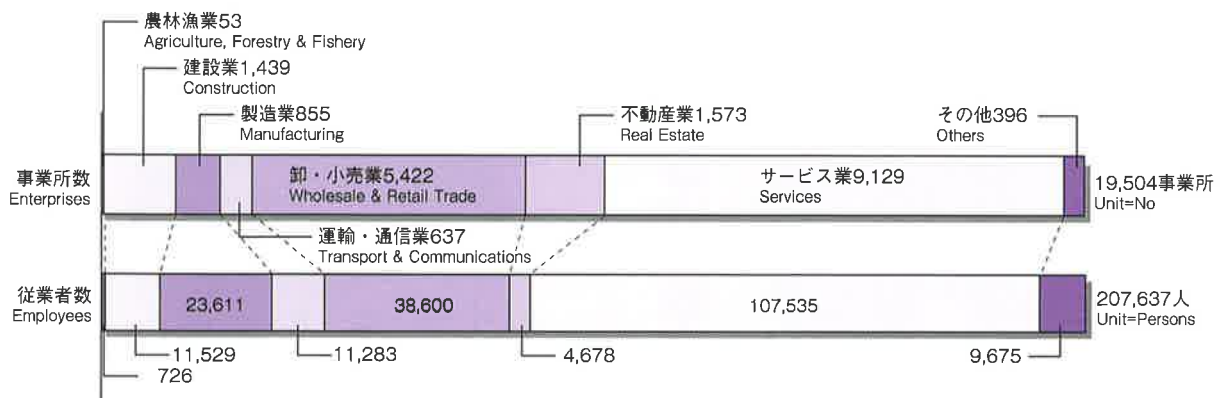 農林漁業53
Agriculture, Forestry & Fishery
建設業1,439
Construction
製造業855
Manufacturing
不動産業1,573
Real Estate
その他396
Others
事業所数
Enterprises
卸・小売業5,422
Wholesale & Retail Trade
サービス業9,129
Services
19,504事業所
Unit=No
運輸・通信業637
Transport & Communications
従業者数
Employees
23,611
38,600
107,535
207,637人
Unit=Persons
11,529
11,283
4,678
9,675
726